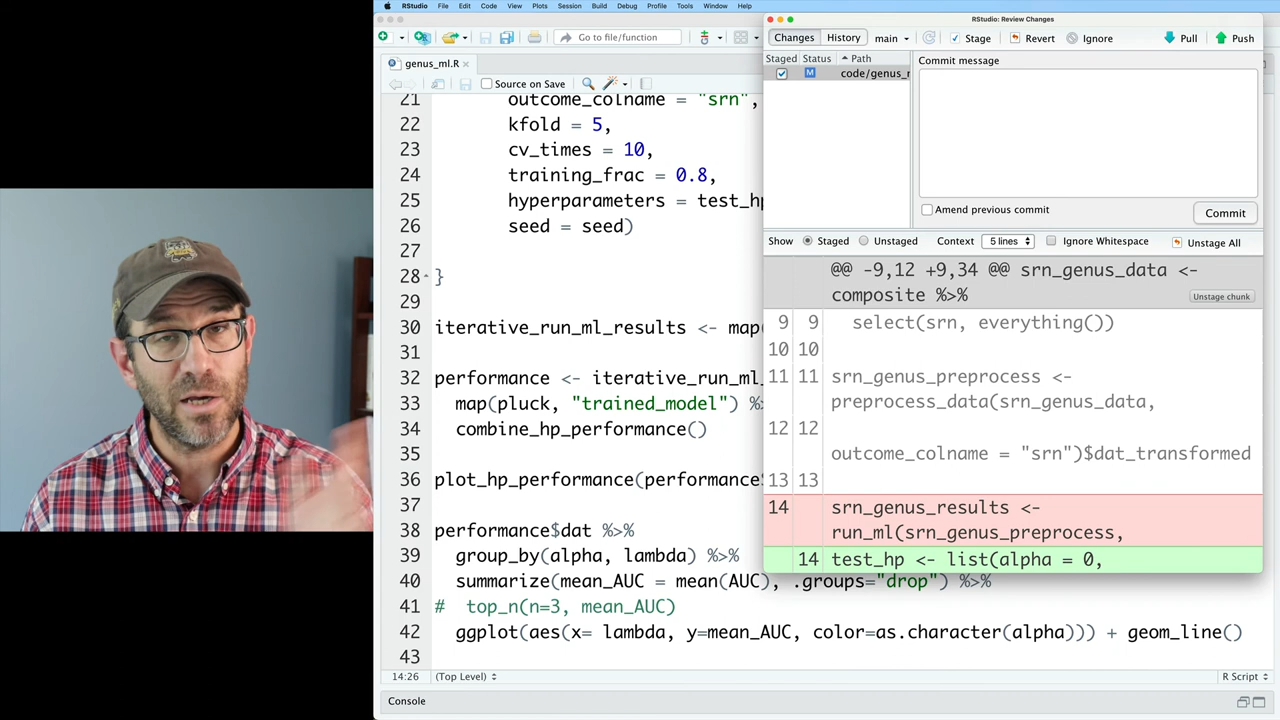 RStudio File Edit Code View Plots Session Build Debug Profile Tools Window Help
Go to file/function
genus_ml.R
Source on Save
21 outcome_colname = "srn",
22 kfold = 5,
23 cv_times = 10,
24 training_frac = 0.8,
25 hyperparameters = test_hp
26 seed = seed)
27
28 }
29
30 iterative_run_ml_results <- map(
31
32 performance <- iterative_run_ml_
33 map(pluck, "trained_model") %>
34 combine_hp_performance()
35
36 plot_hp_performance(performance$
37
38 performance$dat %>%
39 group_by(alpha, lambda) %>%
40 summarize(mean_AUC = mean(AUC), .groups="drop") %>%
41 # top_n(n=3, mean_AUC)
42 ggplot(aes(x= lambda, y=mean_AUC, color=as.character(alpha))) + geom_line()
43
14:26 (Top Level) R Script
Console
RStudio: Review Changes
Changes History main Stage Revert Ignore Pull Push
Staged Status Path
M code/genus_r
Commit message
Amend previous commit
Commit
Show Staged Unstaged Context 5 lines Ignore Whitespace Unstage All
@@ -9,12 +9,34 @@ srn_genus_data <-
composite %>%
Unstage chunk
9 9 select(srn, everything())
10 10
11 11 srn_genus_preprocess <-
preprocess_data(srn_genus_data,
12 12
outcome_colname = "srn")$dat_transformed
13 13
14 srn_genus_results <-
run_ml(srn_genus_preprocess,
14 test_hp <- list(alpha = 0,